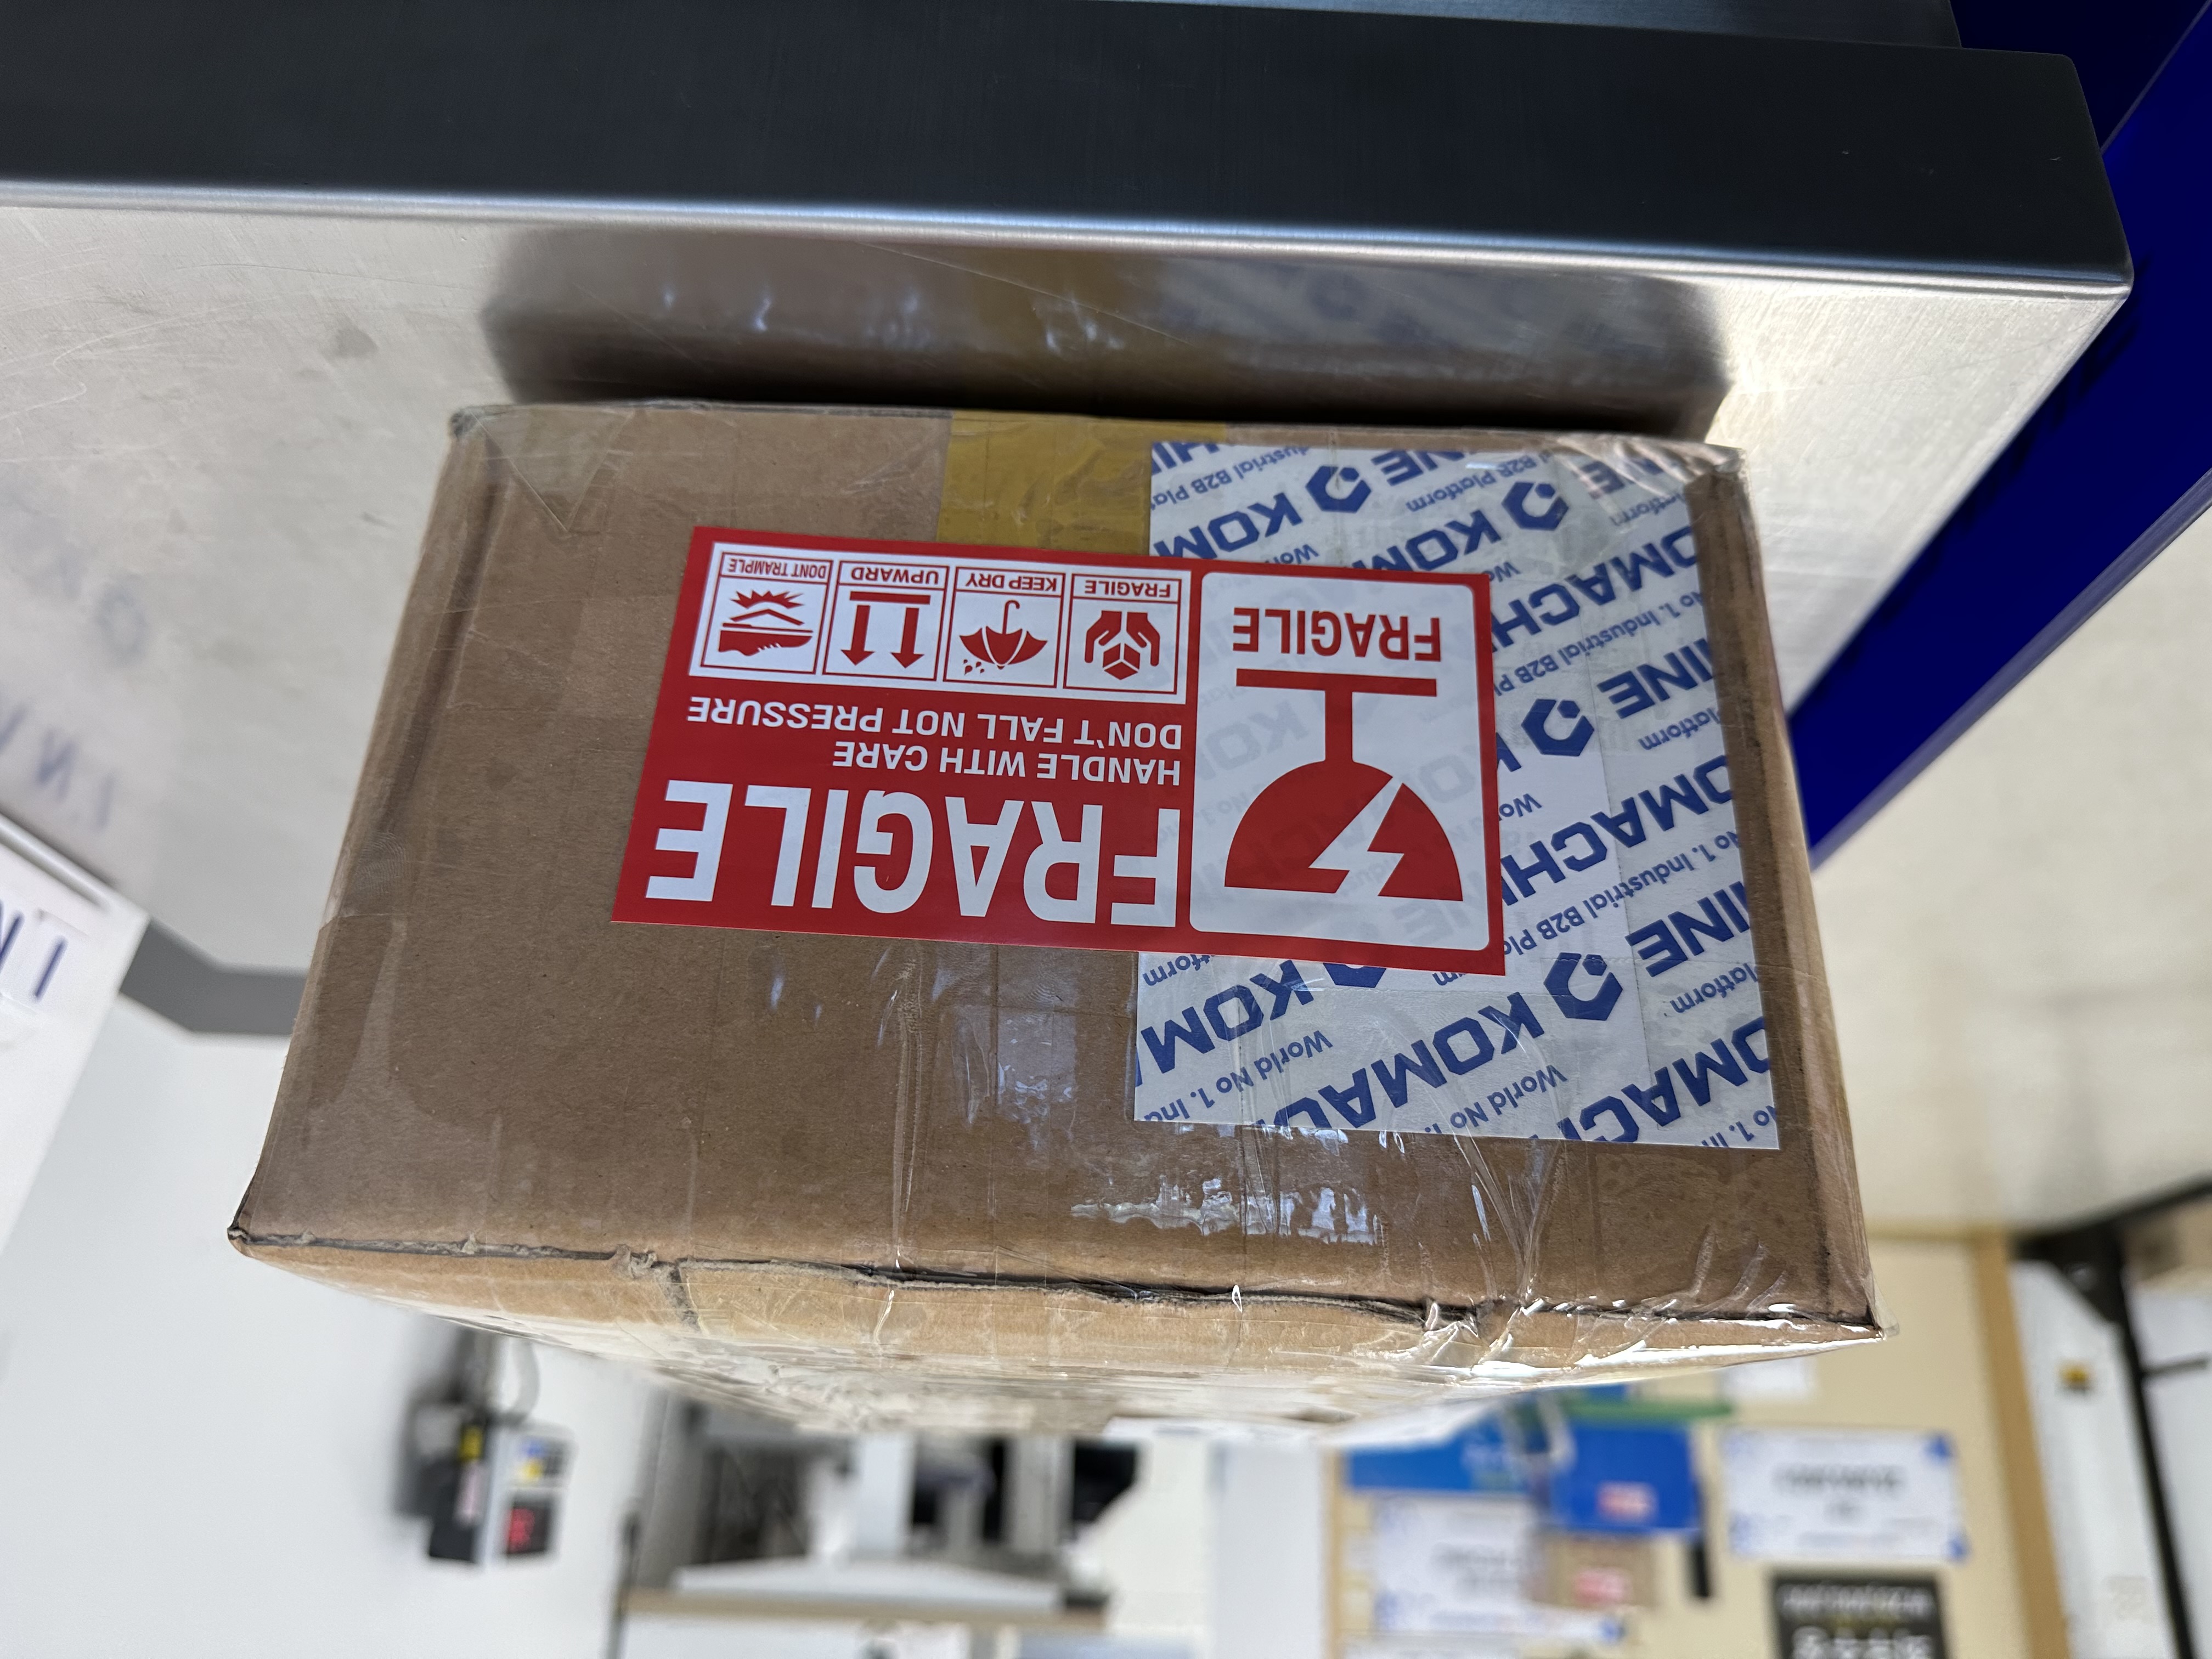 FRAGILE
HANDLE WITH CARE
DON'T FALL NOT PRESSURE
FRAGILE
KEEP DRY
UPWARD
DONT TRAMPLE
FRAGILE
KOMACHINE
World No 1. Industrial B2B Platform